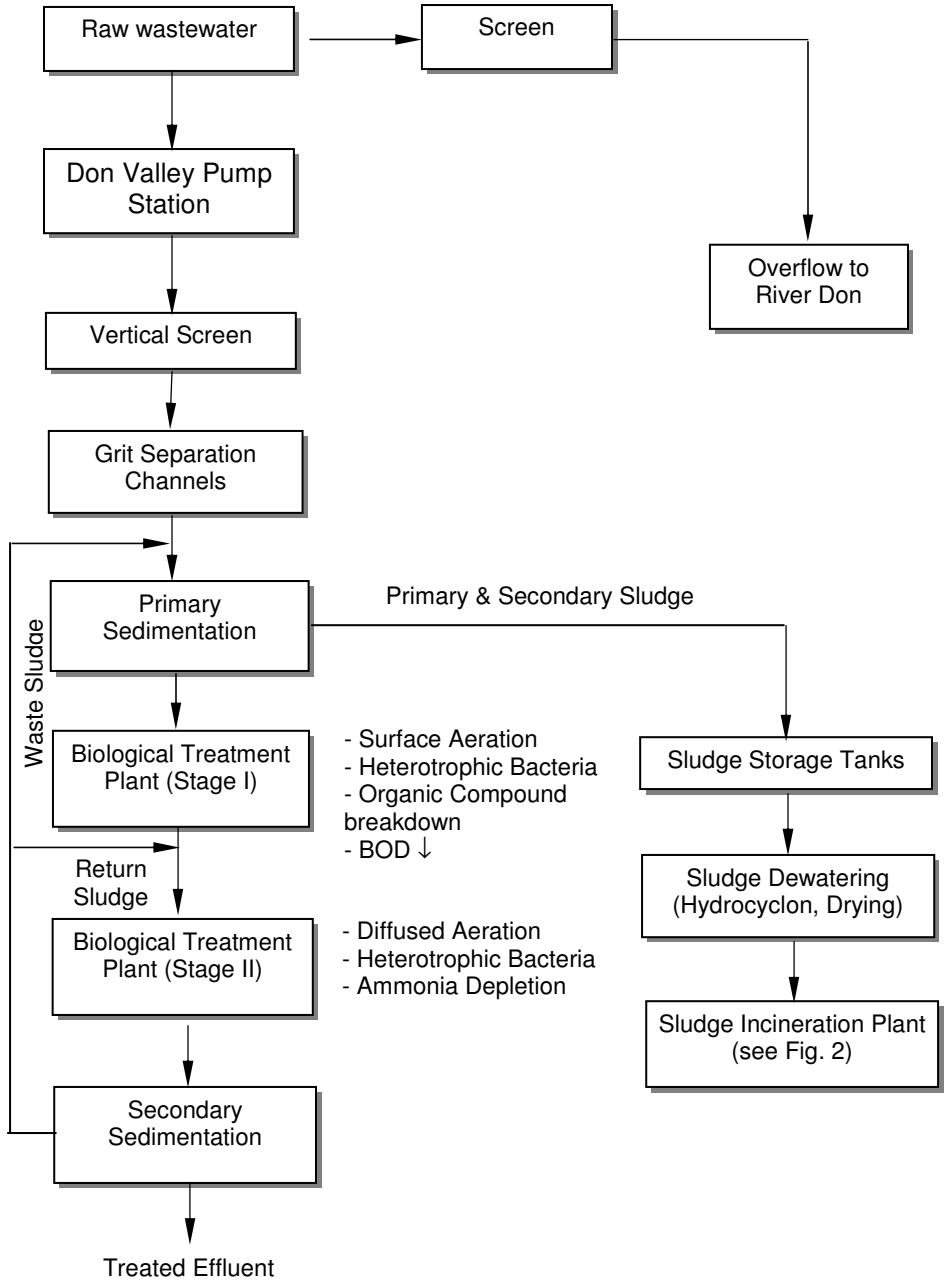 Raw wastewater
Screen
Don Valley Pump
Station
Overflow to
River Don
Vertical Screen
Grit Separation
Channels
Primary
Sedimentation
Primary & Secondary Sludge
Waste Sludge
Biological Treatment
Plant (Stage I)
- Surface Aeration
- Heterotrophic Bacteria
- Organic Compound
breakdown
- BOD ↓
Sludge Storage Tanks
Return
Sludge
Sludge Dewatering
(Hydrocyclon, Drying)
Biological Treatment
Plant (Stage II)
- Diffused Aeration
- Heterotrophic Bacteria
- Ammonia Depletion
Sludge Incineration Plant
(see Fig. 2)
Secondary
Sedimentation
Treated Effluent